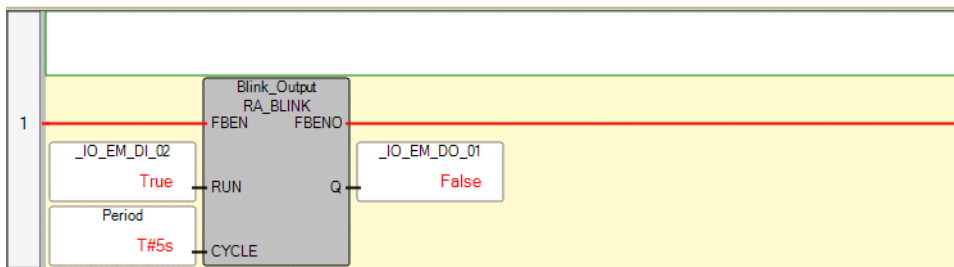 Blink_Output
RA_BLINK
1
FBEN FBENO
_IO_EM_DI_02
_IO_EM_DO_01
True
RUN
Q
False
Period
T#5s
CYCLE